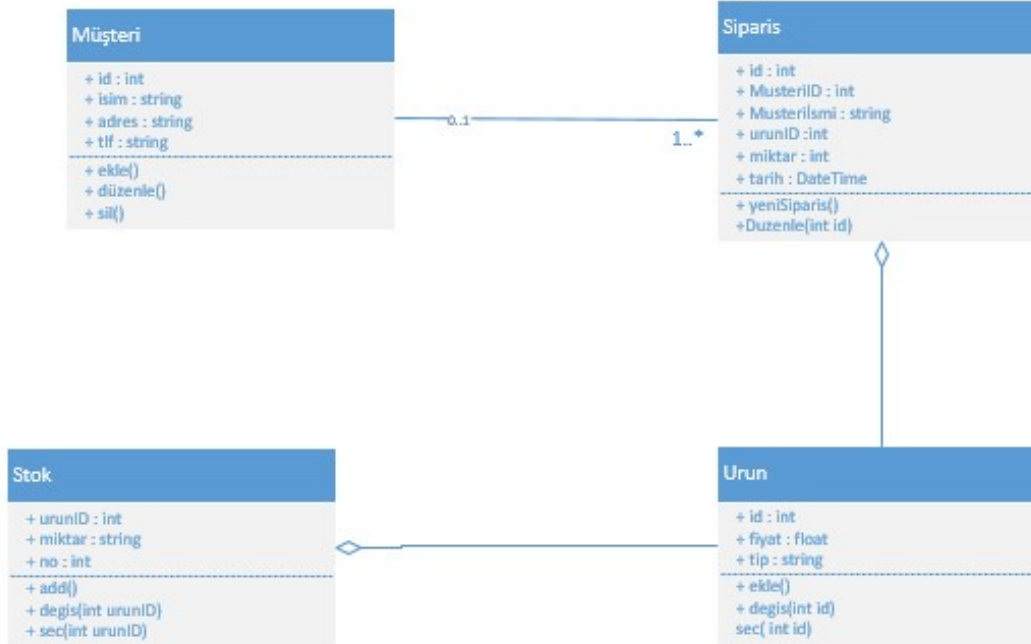 Müşteri
+ id : int
+ isim : string
+ adres : string
+ tlf : string
+ ekle()
+ düzenle()
+ sil()
0..1
1..*
Siparis
+ id : int
+ MusteriID : int
+ Musteriİsmi : string
+ urunID :int
+ miktar : int
+ tarih : DateTime
+ yeniSiparis()
+Duzenle(int id)
Stok
+ urunID : int
+ miktar : string
+ no : int
+ add()
+ degis(int urunID)
+ sec(int urunID)
Urun
+ id : int
+ fiyat : float
+ tip : string
+ ekle()
+ degis(int id)
sec( int id)